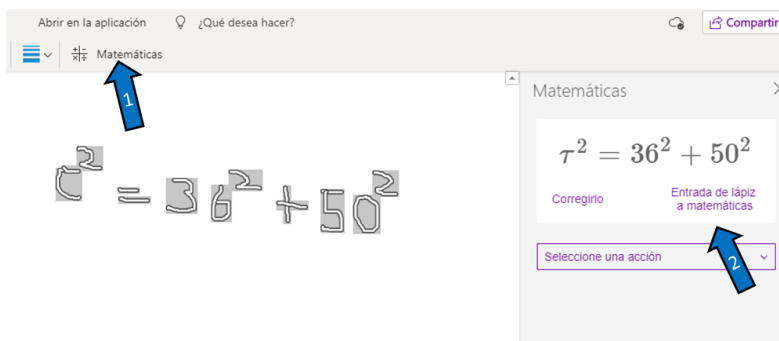 Abrir en la aplicación ¿Qué desea hacer? Compartir
Matemáticas
1
Matemáticas
τ² = 36² + 50²
Corregirlo
Entrada de lápiz
a matemáticas
Seleccione una acción
2
c² = 36² + 50²